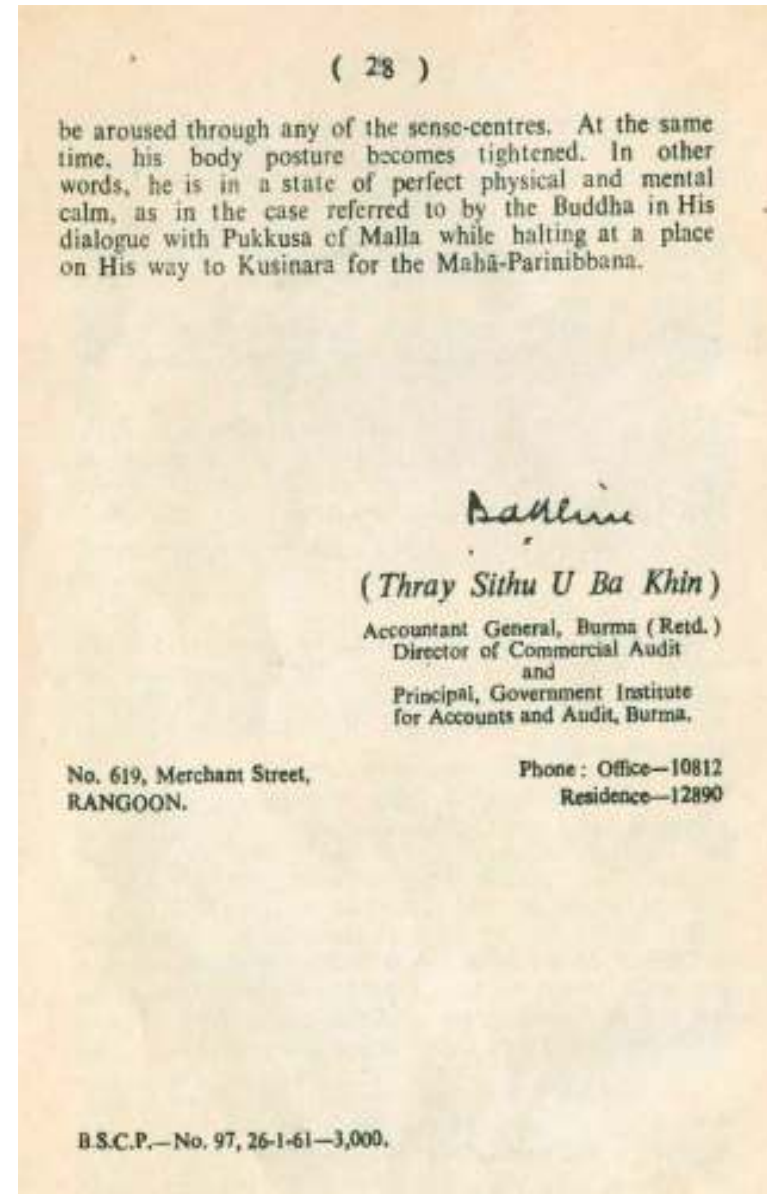 ( 28 )
be aroused through any of the sense-centres. At the same
time, his body posture becomes tightened. In other
words, he is in a state of perfect physical and mental
calm, as in the case referred to by the Buddha in His
dialogue with Pukkusa of Malla while halting at a place
on His way to Kusinara for the Mahā-Parinibbana.
Bakhin
(Thray Sithu U Ba Khin)
Accountant General, Burma (Retd.)
Director of Commercial Audit
and
Principal, Government Institute
for Accounts and Audit, Burma.
No. 619, Merchant Street, Phone : Office—10812
RANGOON. Residence—12890
B.S.C.P.—No. 97, 26-1-61—3,000.